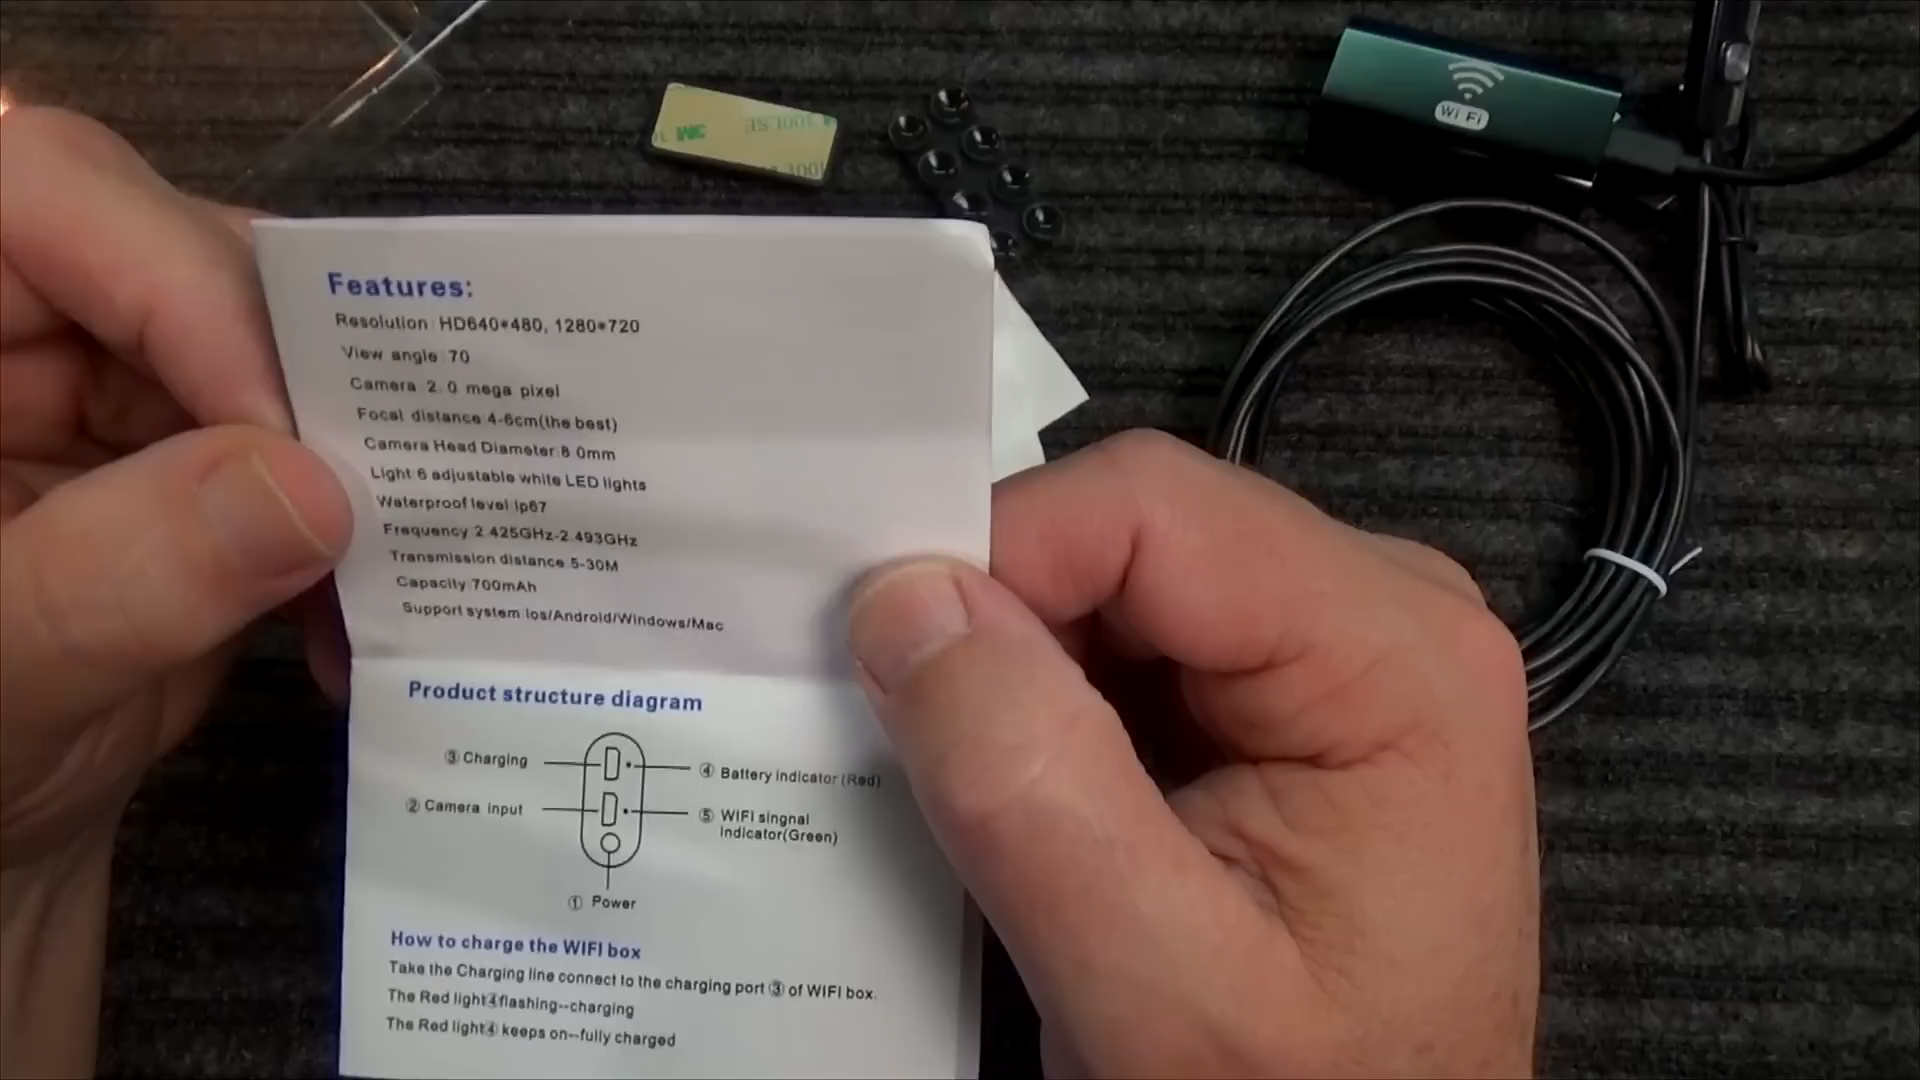 3M
Wi Fi
Features:
Resolution:HD640*480, 1280*720
View angle:70
Camera:2.0 mega pixel
Focal distance:4-6cm(the best)
Camera Head Diameter:8.0mm
Light:6 adjustable while LED lights
Waterproof level:Ip67
Frequency:2.425GHz-2.493GHz
Transmission distance:5-30M
Capacity:700mAh
Support system:Ios/Android/Windows/Mac
Product structure diagram
③ Charging
④ Battery indicator (Red)
② Camera input
⑤ WIFI singnal
indicator(Green)
① Power
How to charge the WIFI box
Take the Charging line connect to the charging port ③ of WIFI box.
The Red light④flashing--charging
The Red light④ keeps on--fully charged